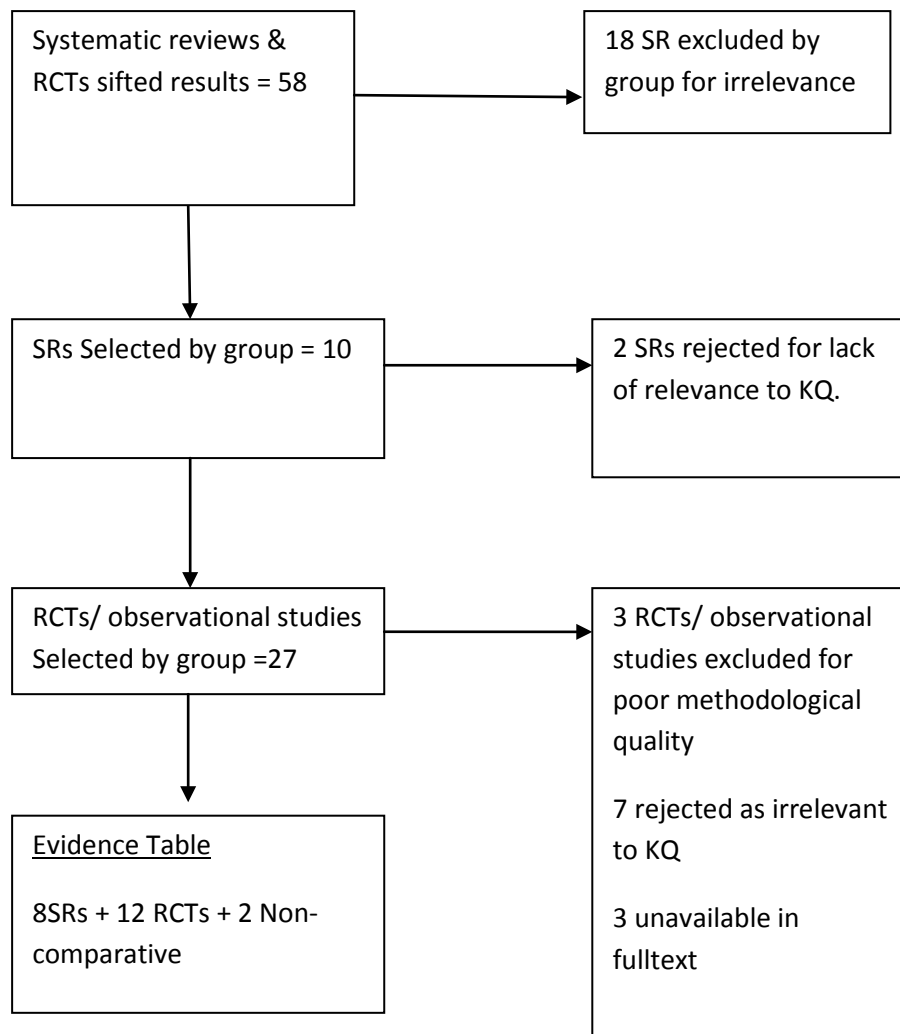 Systematic reviews &
RCTs sifted results = 58
18 SR excluded by
group for irrelevance
SRs Selected by group = 10
2 SRs rejected for lack
of relevance to KQ.
RCTs/ observational studies
Selected by group =27
3 RCTs/ observational
studies excluded for
poor methodological
quality
7 rejected as irrelevant
to KQ
3 unavailable in
fulltext
Evidence Table
8SRs + 12 RCTs + 2 Non-
comparative